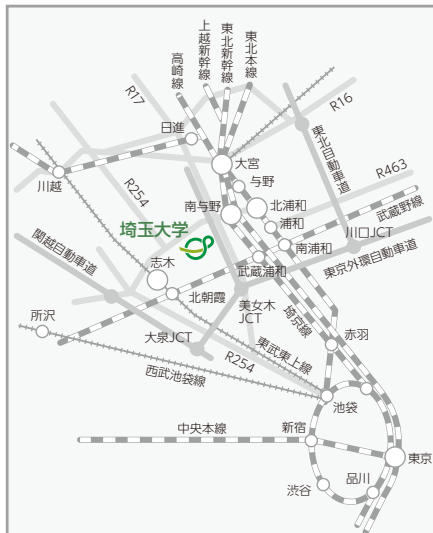 上越新幹線
東北新幹線
東北本線
高崎線
R17
R16
日進
大宮
東北自動車道
川越
与野
R463
R254
北浦和
武蔵野線
南与野
埼玉大学
浦和
川口JCT
南浦和
関越自動車道
志木
武蔵浦和
東京外環自動車道
北朝霞
美女木
JCT
埼京線
所沢
大泉JCT
赤羽
R254
東武東上線
西武池袋線
池袋
中央本線
新宿
東京
渋谷
品川